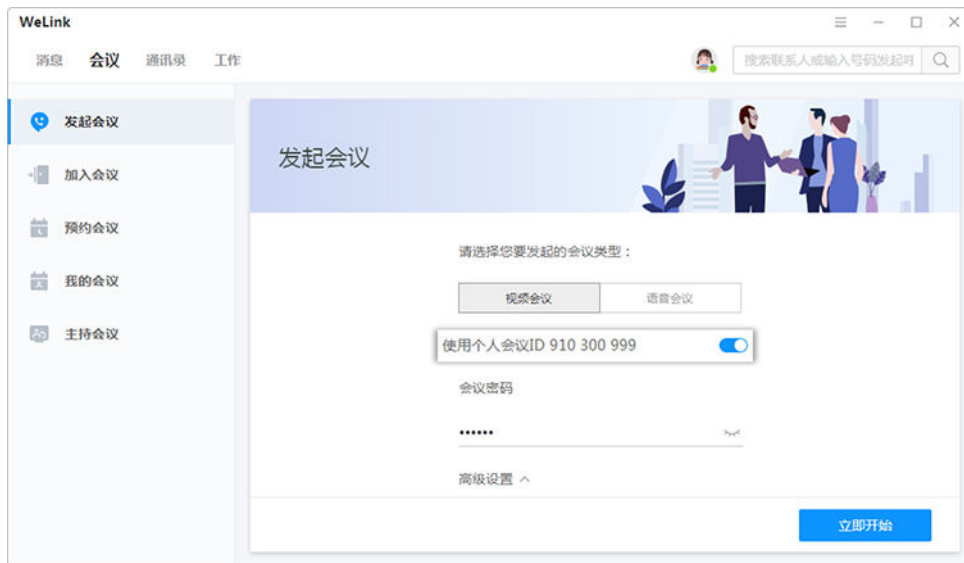 WeLink
消息 会议 通讯录 工作
搜索联系人或输入号码发起呼
发起会议
加入会议
预约会议
我的会议
主持会议
发起会议
请选择您要发起的会议类型：
视频会议 语音会议
使用个人会议ID 910 300 999
会议密码
••••••
高级设置
立即开始